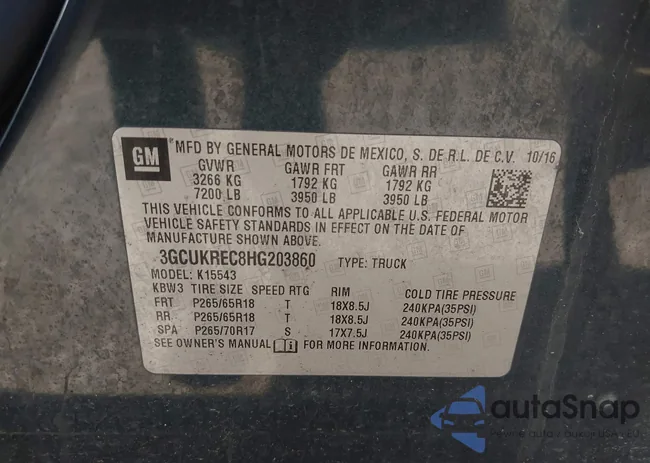 GM
MFD BY GENERAL MOTORS DE MEXICO, S. DE R.L. DE C.V. 10/16
GVWR GAWR FRT GAWR RR
3266 KG 1792 KG 1792 KG
7200 LB 3950 LB 3950 LB
THIS VEHICLE CONFORMS TO ALL APPLICABLE U.S. FEDERAL MOTOR
VEHICLE SAFETY STANDARDS IN EFFECT ON THE DATE OF
MANUFACTURE SHOWN ABOVE.
3GCUKREC8HG203860 TYPE: TRUCK
MODEL: K15543
KBW3 TIRE SIZE SPEED RTG RIM COLD TIRE PRESSURE
FRT P265/65R18 T 18X8.5J 240KPA(35PSI)
RR P265/65R18 T 18X8.5J 240KPA(35PSI)
SPA P265/70R17 S 17X7.5J 240KPA(35PSI)
SEE OWNER'S MANUAL FOR MORE INFORMATION.
autaSnap